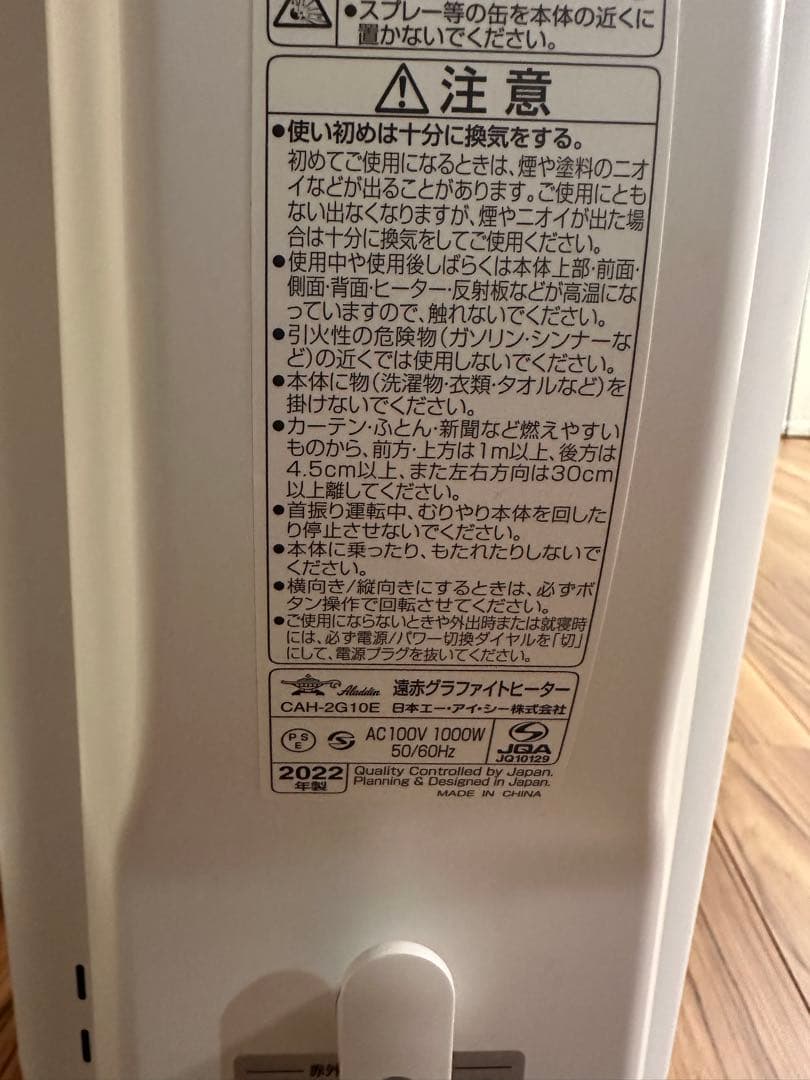 ●スプレー等の缶を本体の近くに
置かないでください。
注意
●使い初めは十分に換気をする。
初めてご使用になるときは、煙や塗料のニオ
イなどが出ることがあります。ご使用にとも
ない出なくなりますが、煙やニオイが出た場
合は十分に換気をしてご使用ください。
●使用中や使用後しばらくは本体上部・前面・
側面・背面・ヒーター・反射板などが高温にな
っていますので、触れないでください。
●引火性の危険物(ガソリン・シンナーな
ど)の近くでは使用しないでください。
●本体に物(洗濯物・衣類・タオルなど)を
掛けないでください。
●カーテン・ふとん・新聞など燃えやすい
ものから、前方・上方は1m以上、後方は
4.5cm以上、また左右方向は30cm
以上離してください。
●首振り運転中、むりやり本体を回した
り停止させないでください。
●本体に乗ったり、もたれたりしないで
ください。
●横向き/縦向きにするときは、必ずボ
タン操作で回転させてください。
●ご使用にならないときや外出時または就寝時
には、必ず電源/パワー切換ダイヤルを「切」
にして、電源プラグを抜いてください。
Aladdin 遠赤グラファイトヒーター
CAH-2G10E 日本エー・アイ・シー株式会社
PSE AC100V 1000W
50/60Hz
JQA
JQ10129
2022
年製
Quality Controlled by Japan.
Planning & Designed in Japan.
MADE IN CHINA
赤外